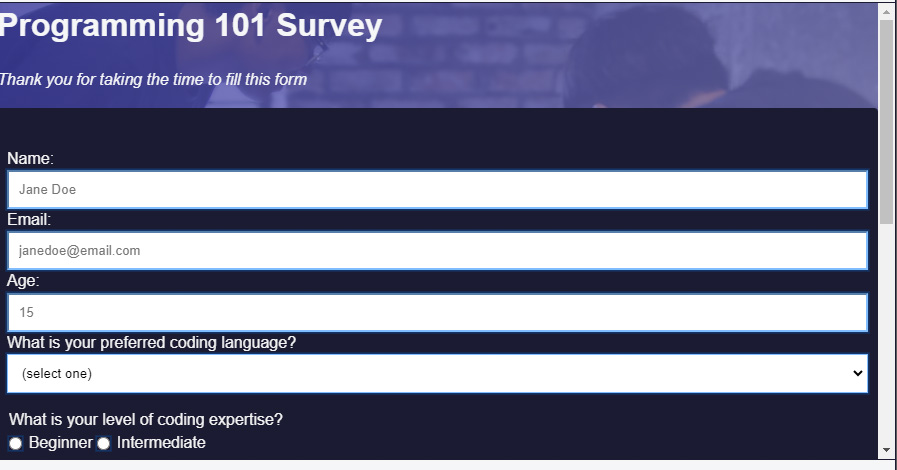 Programming 101 Survey
Thank you for taking the time to fill this form
Name:
Jane Doe
Email:
janedoe@email.com
Age:
15
What is your preferred coding language?
(select one)
What is your level of coding expertise?
Beginner Intermediate